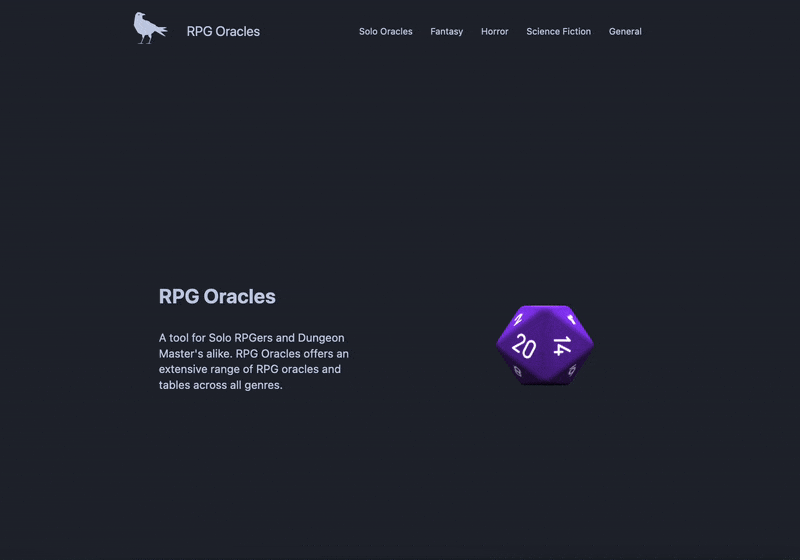 RPG Oracles
Solo Oracles Fantasy Horror Science Fiction General
RPG Oracles
A tool for Solo RPGers and Dungeon
Master's alike. RPG Oracles offers an
extensive range of RPG oracles and
tables across all genres.
20 14